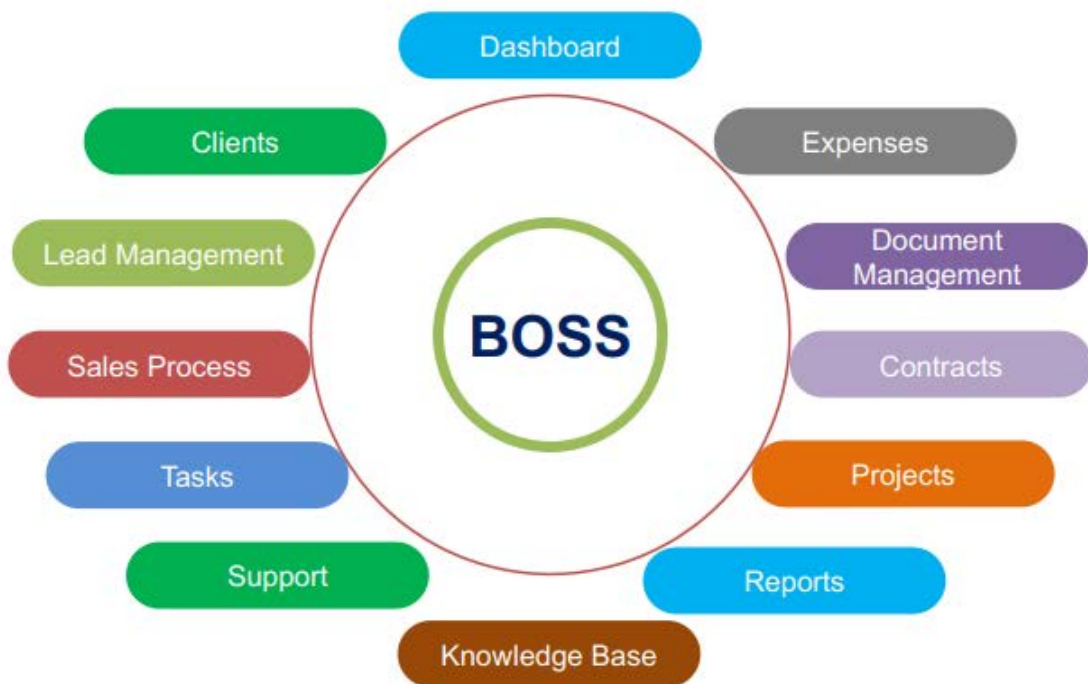 Dashboard
Clients
Expenses
Lead Management
Document
Management
BOSS
Sales Process
Contracts
Tasks
Projects
Support
Reports
Knowledge Base